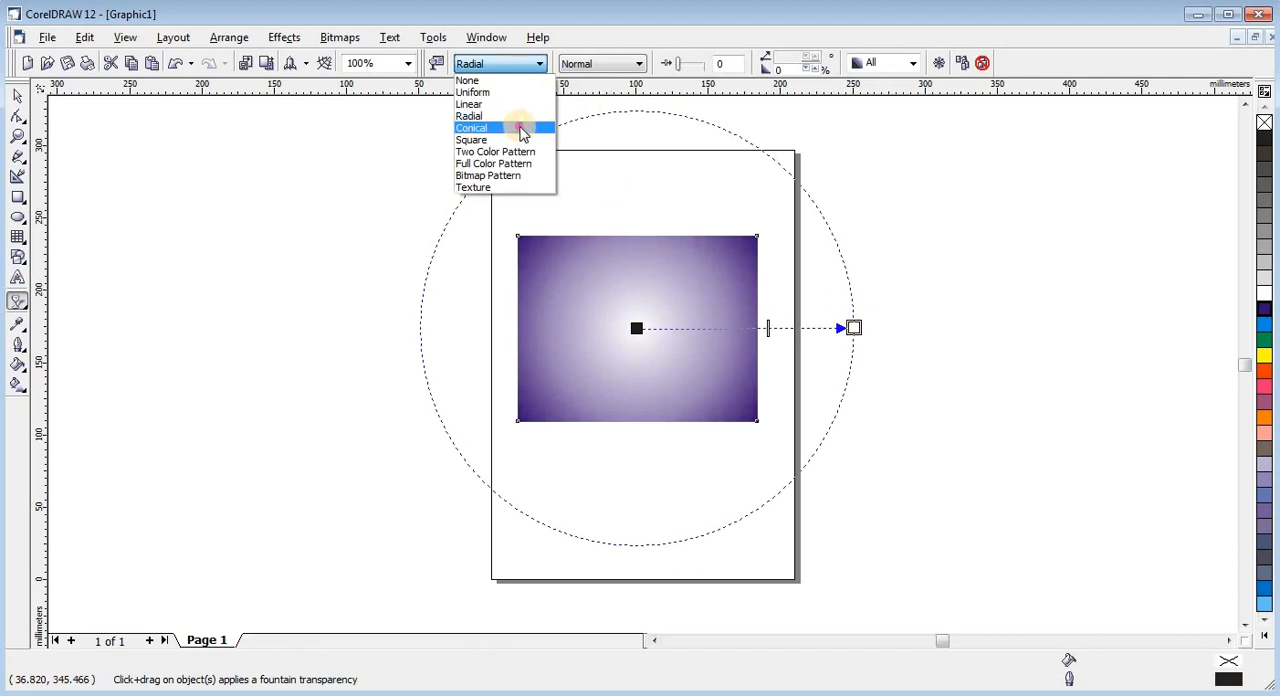 CorelDRAW 12 - [Graphic1]
File Edit View Layout Arrange Effects Bitmaps Text Tools Window Help
100% Radial Normal 0 0 % All
None
Uniform
Linear
Radial
Conical
Square
Two Color Pattern
Full Color Pattern
Bitmap Pattern
Texture
300 250 200 150 100 50 50 100 150 200 250 300 350 400 450 millimeters
300
250
200
150
100
50
0
millimeters
1 of 1 Page 1
( 36.820, 345.466 ) Click+drag on object(s) applies a fountain transparency